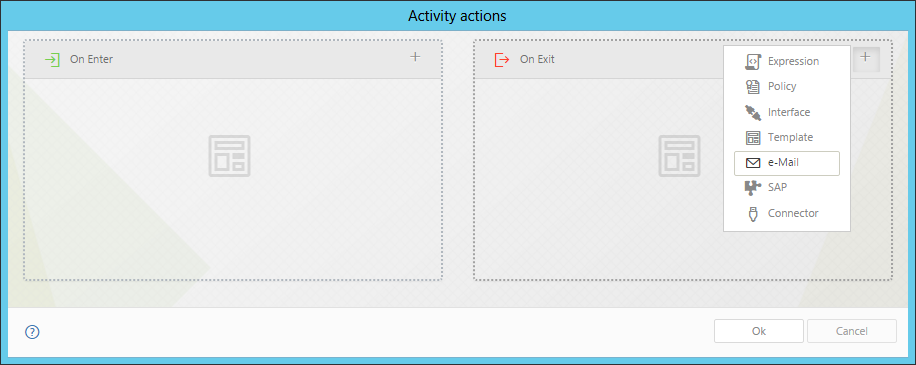 Activity actions
On Enter
On Exit
Expression
Policy
Interface
Template
e-Mail
SAP
Connector
Ok
Cancel